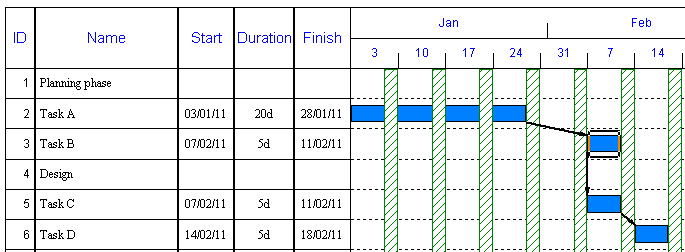 Jan Feb
ID Name Start Duration Finish
3 10 17 24 31 7 14
1 Planning phase
2 Task A 03/01/11 20d 28/01/11
3 Task B 07/02/11 5d 11/02/11
4 Design
5 Task C 07/02/11 5d 11/02/11
6 Task D 14/02/11 5d 18/02/11